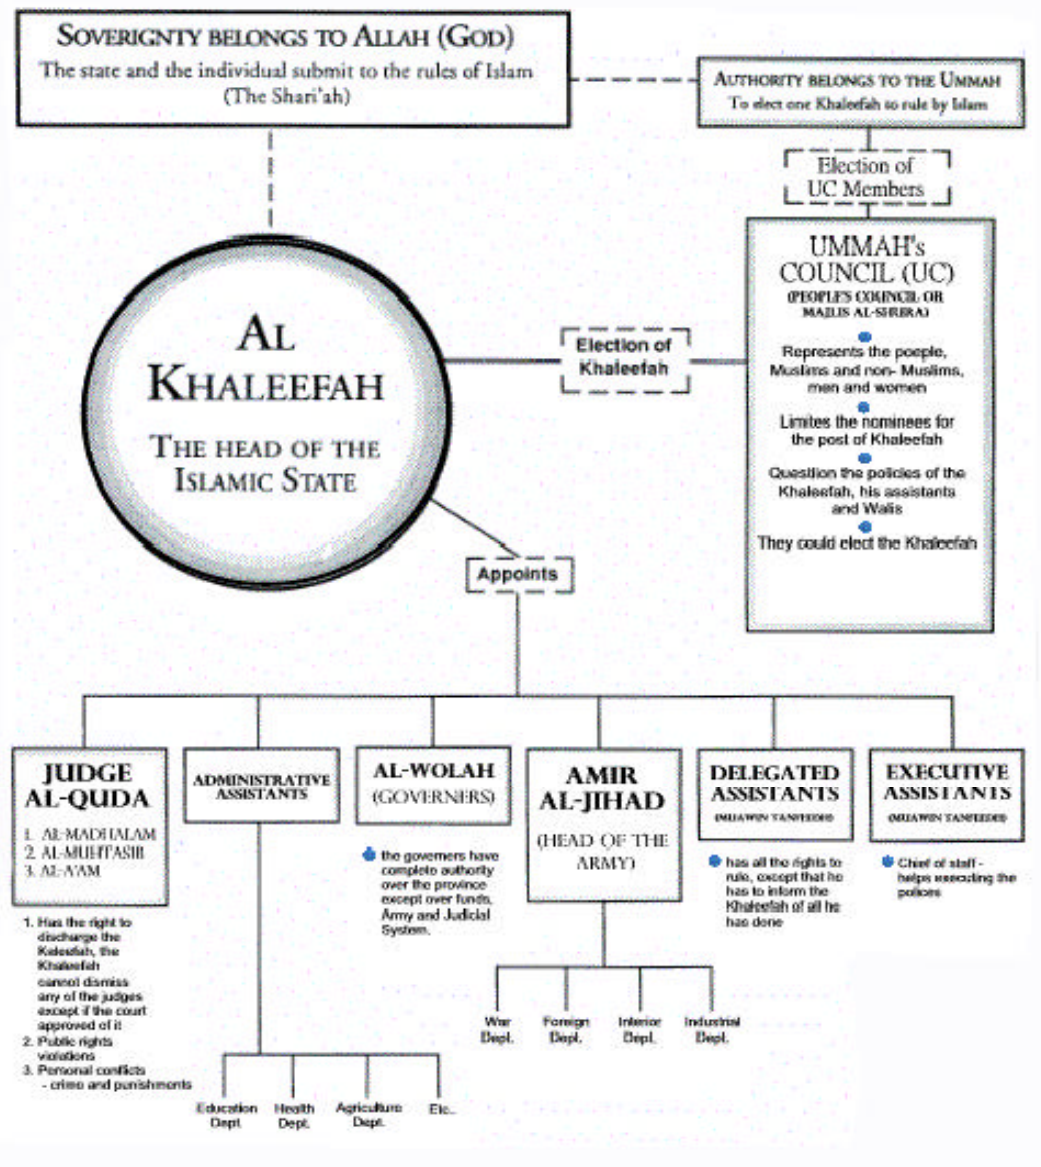 SOVERIGNTY BELONGS TO ALLAH (GOD)
The state and the individual submit to the rules of Islam
(The Shari'ah)
AUTHORITY BELONGS TO THE UMMAH
To elect one Khaleefah to rule by Islam
Election of
UC Members
UMMAH's
COUNCIL (UC)
(PEOPLE'S COUNCIL OR
MAJLIS AL-SHURA)
Represents the poeple,
Muslims and non- Muslims,
men and women
Limites the nominees for
the post of Khaleefah
Question the policies of the
Khaleefah, his assistants
and Walis
They could elect the Khaleefah
AL
KHALEEFAH
THE HEAD OF THE
ISLAMIC STATE
Election of
Khaleefah
Appoints
JUDGE
AL-QUDA
1. AL-MADHALAM
2. AL-MUHTASIB
3. AL-A'AM
1. Has the right to
discharge the
Kaleefah, the
Khaleefah
cannot dismiss
any of the judges
except if the court
approved of it
2. Public rights
violations
3. Personal conflicts
- crime and punishments
ADMINISTRATIVE
ASSISTANTS
Education
Dept
Health
Dept.
Agriculture
Dept.
Etc..
AL-WOLAH
(GOVERNERS)
the governers have
complete authority
over the province
except over funds,
Army and Judicial
System.
AMIR
AL-JIHAD
(HEAD OF THE
ARMY)
War
Dept.
Foreign
Dept.
Interior
Dept.
Industrial
Dept.
DELEGATED
ASSISTANTS
(MUAWIN TANFEEDH)
has all the rights to
rule, except that he
has to inform the
Khaleefah of all he
has done
EXECUTIVE
ASSISTANTS
(MUAWIN TANFEEDH)
Chief of staff -
helps executing the
polices